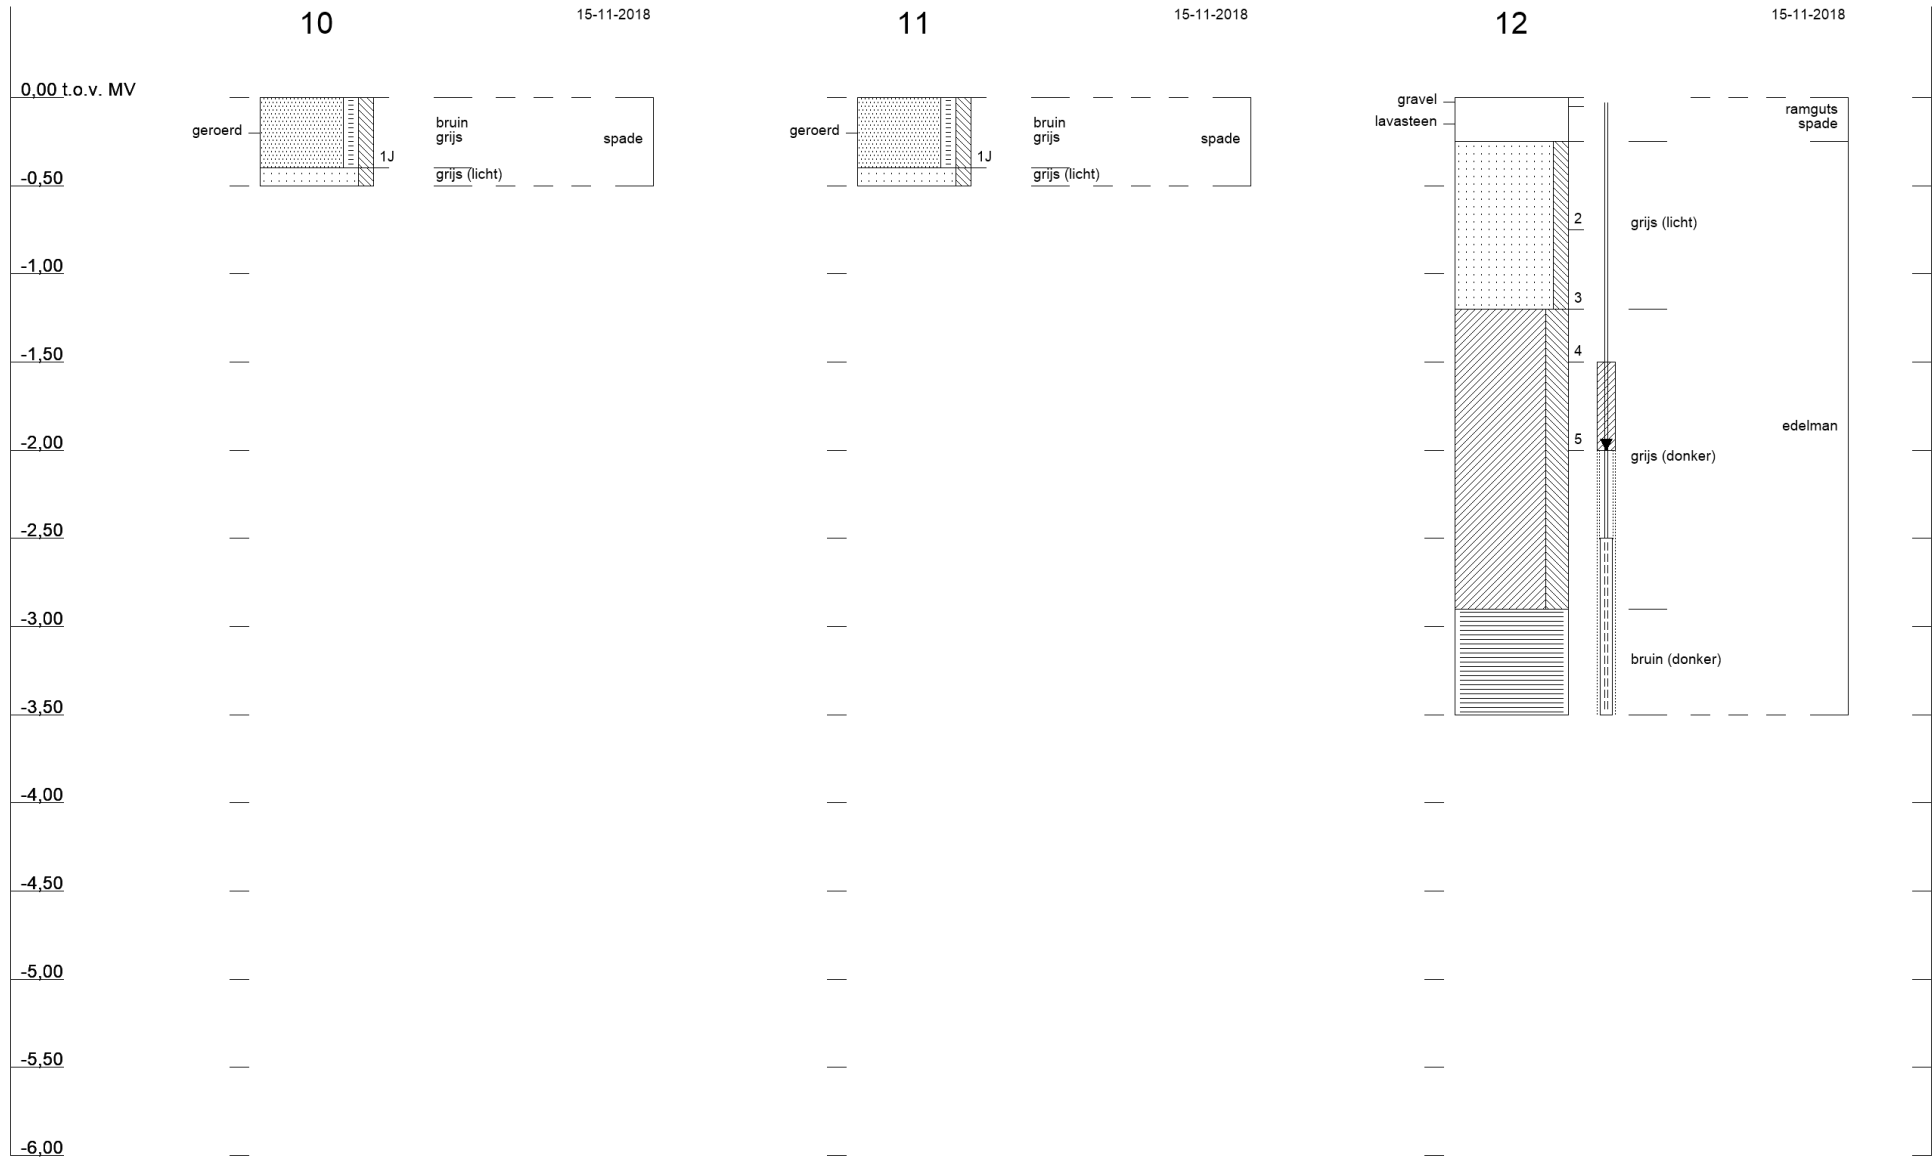 10
15-11-2018
11
15-11-2018
12
15-11-2018
0,00 t.o.v. MV
-0,50
-1,00
-1,50
-2,00
-2,50
-3,00
-3,50
-4,00
-4,50
-5,00
-5,50
-6,00
geroerd
1J
bruin
grijs
grijs (licht)
spade
geroerd
1J
bruin
grijs
grijs (licht)
spade
gravel
lavasteen
2
3
4
5
grijs (licht)
grijs (donker)
bruin (donker)
ramguts
spade
edelman